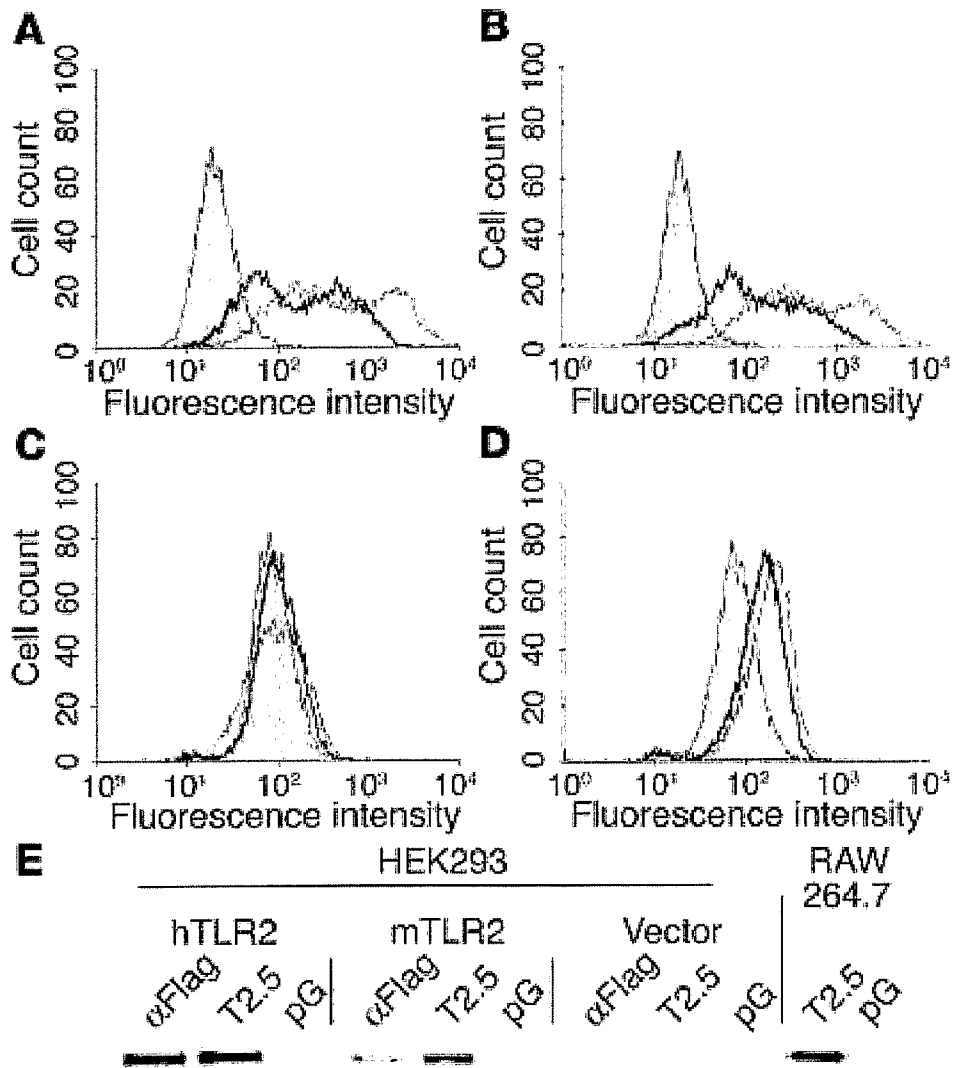 A
B
Cell count
0 20 40 60 80 100
10⁰ 10¹ 10² 10³ 10⁴
Fluorescence intensity
Cell count
0 20 40 60 80 100
10⁰ 10¹ 10² 10³ 10⁴
Fluorescence intensity
C
D
Cell count
0 20 40 60 80 100
10⁰ 10¹ 10² 10³ 10⁴
Fluorescence intensity
Cell count
0 20 40 60 80 100
10⁰ 10¹ 10² 10³ 10⁴
Fluorescence intensity
E
HEK293
RAW
264.7
hTLR2 mTLR2 Vector
αFlag T2.5 pG αFlag T2.5 pG αFlag T2.5 pG T2.5 pG